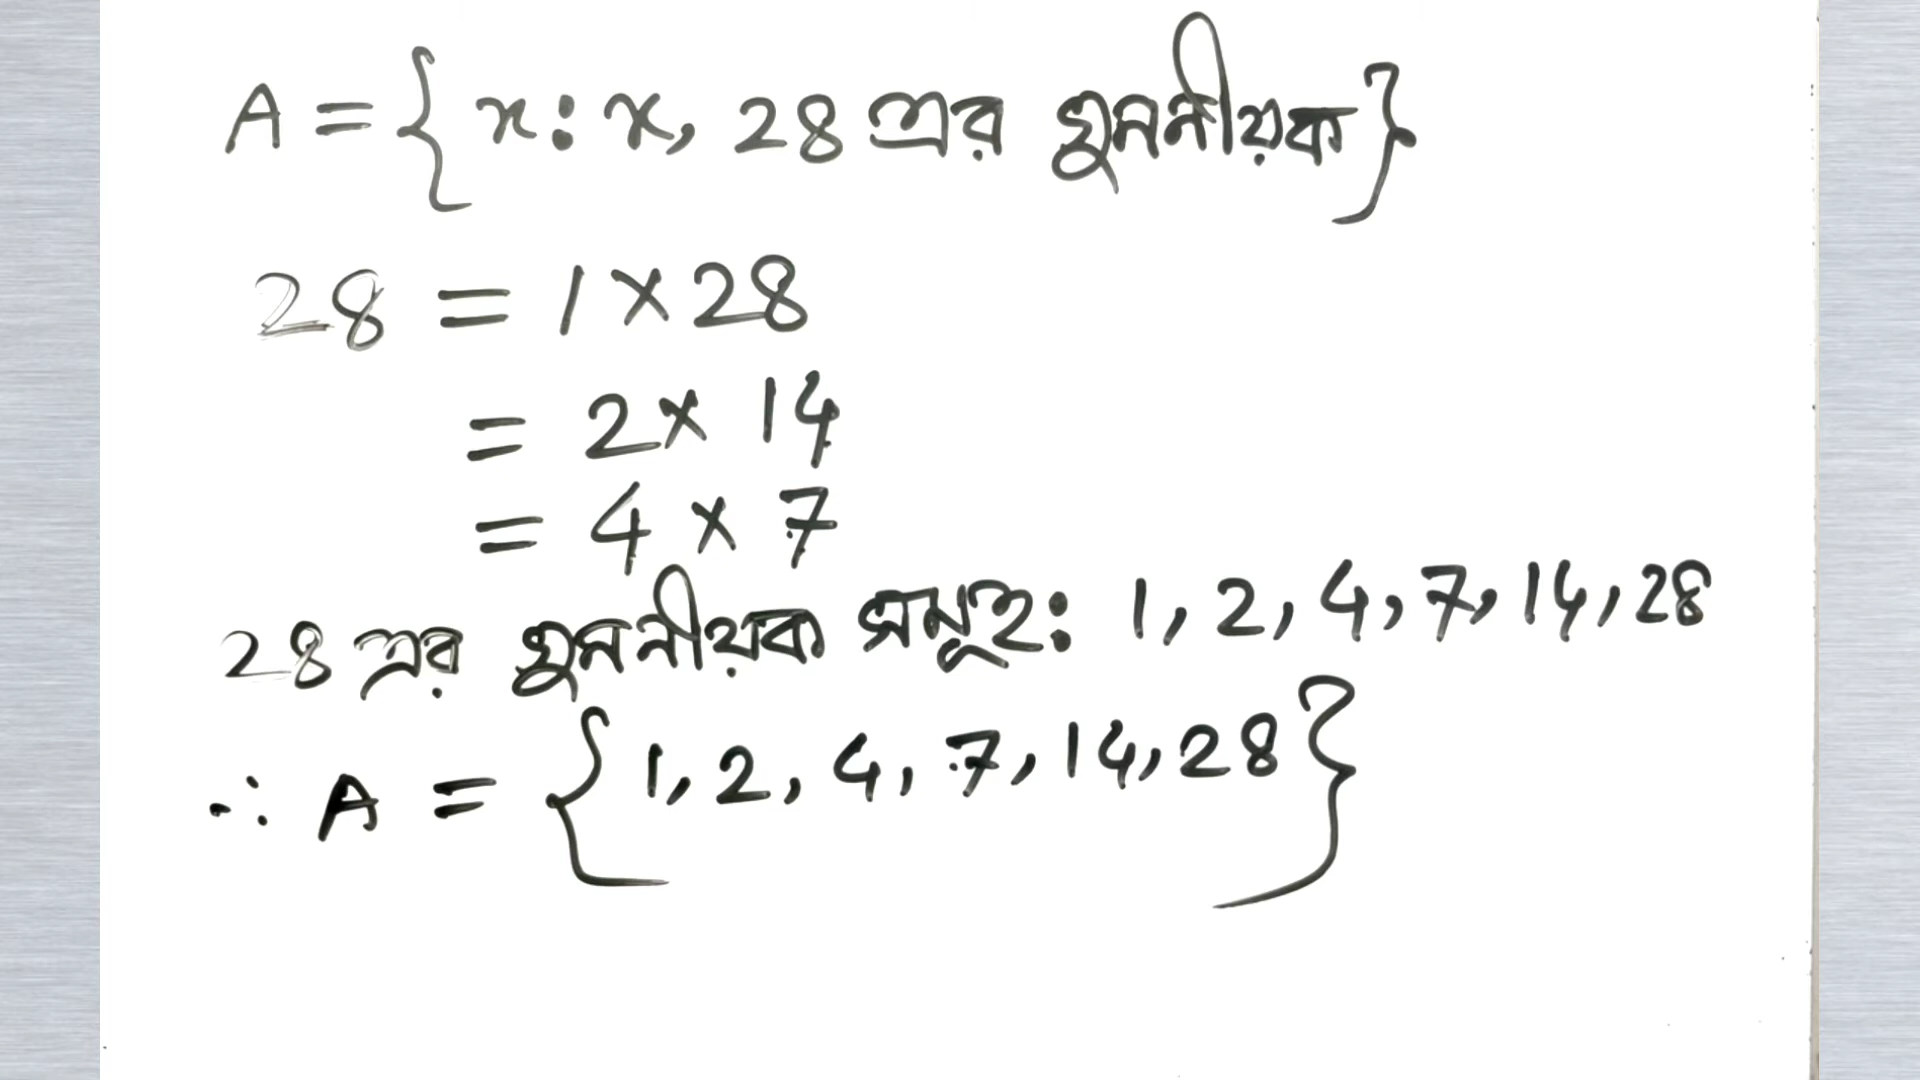 A = { x : x, 28 এর গুননীয়ক }
28 = 1 × 28
= 2 × 14
= 4 × 7
28 এর গুননীয়ক সমূহ : 1, 2, 4, 7, 14, 28
∴ A = { 1, 2, 4, 7, 14, 28 }